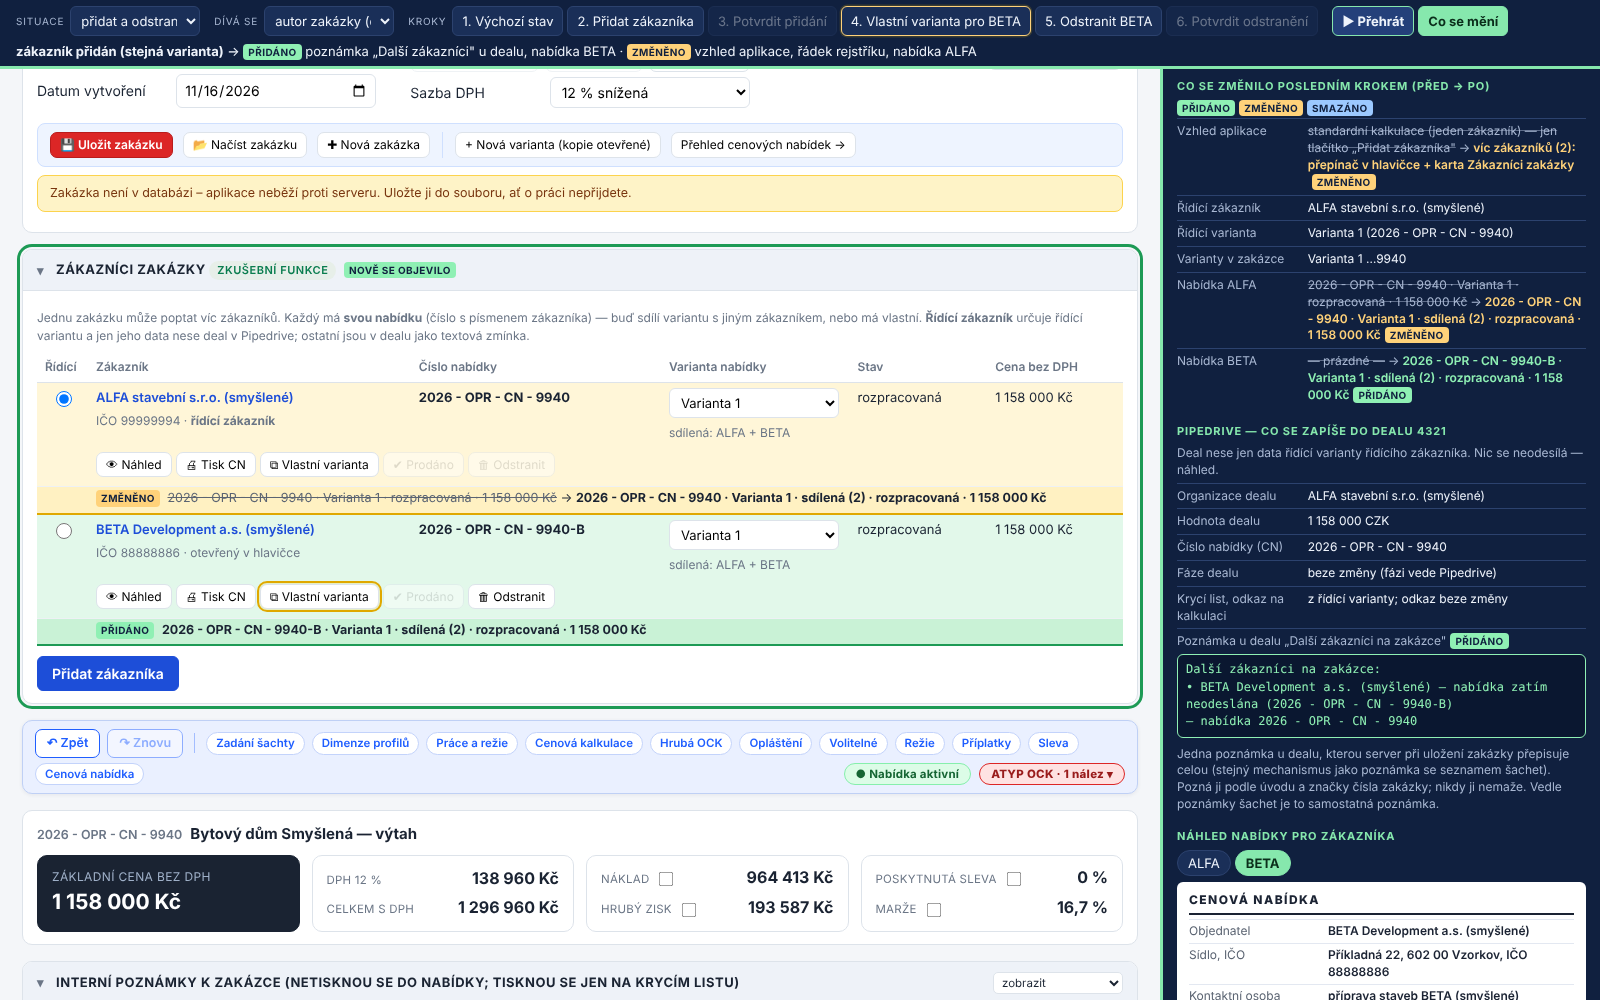 SITUACE přidat a odstran DÍVÁ SE autor zakázky (o KROKY 1. Výchozí stav 2. Přidat zákazníka 3. Potvrdit přidání 4. Vlastní varianta pro BETA 5. Odstranit BETA 6. Potvrdit odstranění ▶ Přehrát Co se mění
zákazník přidán (stejná varianta) → PŘIDÁNO poznámka „Další zákazníci" u dealu, nabídka BETA · ZMĚNĚNO vzhled aplikace, řádek rejstříku, nabídka ALFA
Datum vytvoření 11/16/2026 Sazba DPH 12 % snížená
💾 Uložit zakázku 📂 Načíst zakázku ✚ Nová zakázka + Nová varianta (kopie otevřené) Přehled cenových nabídek →
Zakázka není v databázi – aplikace neběží proti serveru. Uložte ji do souboru, ať o práci nepřijdete.
▾ ZÁKAZNÍCI ZAKÁZKY ZKUŠEBNÍ FUNKCE NOVĚ SE OBJEVILO
Jednu zakázku může poptat víc zákazníků. Každý má svou nabídku (číslo s písmenem zákazníka) — buď sdílí variantu s jiným zákazníkem, nebo má vlastní. Řídící zákazník určuje řídící
variantu a jen jeho data nese deal v Pipedrive; ostatní jsou v dealu jako textová zmínka.
Řídící Zákazník Číslo nabídky Varianta nabídky Stav Cena bez DPH
ALFA stavební s.r.o. (smyšlené) 2026 - OPR - CN - 9940 Varianta 1 rozpracovaná 1 158 000 Kč
IČO 99999994 · řídící zákazník sdílená: ALFA + BETA
👁 Náhled 🖨 Tisk CN ⧉ Vlastní varianta ✔ Prodáno 🗑 Odstranit
ZMĚNĚNO 2026 - OPR - CN - 9940 · Varianta 1 · rozpracovaná · 1 158 000 Kč → 2026 - OPR - CN - 9940 · Varianta 1 · sdílená (2) · rozpracovaná · 1 158 000 Kč
BETA Development a.s. (smyšlené) 2026 - OPR - CN - 9940-B Varianta 1 rozpracovaná 1 158 000 Kč
IČO 88888886 · otevřený v hlavičce sdílená: ALFA + BETA
👁 Náhled 🖨 Tisk CN ⧉ Vlastní varianta ✔ Prodáno 🗑 Odstranit
PŘIDÁNO 2026 - OPR - CN - 9940-B · Varianta 1 · sdílená (2) · rozpracovaná · 1 158 000 Kč
Přidat zákazníka
↶ Zpět ↷ Znovu Zadání šachty Dimenze profilů Práce a režie Cenová kalkulace Hrubá OCK Opláštění Volitelné Režie Příplatky Sleva
Cenová nabídka ● Nabídka aktivní ATYP OCK · 1 nález ▾
2026 - OPR - CN - 9940 Bytový dům Smyšlená — výtah
ZÁKLADNÍ CENA BEZ DPH
1 158 000 Kč
DPH 12 % 138 960 Kč
CELKEM S DPH 1 296 960 Kč
NÁKLAD 964 413 Kč
HRUBÝ ZISK 193 587 Kč
POSKYTNUTÁ SLEVA 0 %
MARŽE 16,7 %
▾ INTERNÍ POZNÁMKY K ZAKÁZCE (NETISKNOU SE DO NABÍDKY; TISKNOU SE JEN NA KRYCÍM LISTU) zobrazit
CO SE ZMĚNILO POSLEDNÍM KROKEM (PŘED → PO)
PŘIDÁNO ZMĚNĚNO SMAZÁNO
Vzhled aplikace standardní kalkulace (jeden zákazník) — jen
tlačítko „Přidat zákazníka" → víc zákazníků (2):
přepínač v hlavičce + karta Zákazníci zakázky
ZMĚNĚNO
Řídící zákazník ALFA stavební s.r.o. (smyšlené)
Řídící varianta Varianta 1 (2026 - OPR - CN - 9940)
Varianty v zakázce Varianta 1 …9940
Nabídka ALFA 2026 - OPR - CN - 9940 · Varianta 1 ·
rozpracovaná · 1 158 000 Kč → 2026 - OPR - CN
- 9940 · Varianta 1 · sdílená (2) · rozpracovaná ·
1 158 000 Kč ZMĚNĚNO
Nabídka BETA — prázdné — → 2026 - OPR - CN - 9940-B ·
Varianta 1 · sdílená (2) · rozpracovaná · 1 158
000 Kč PŘIDÁNO
PIPEDRIVE — CO SE ZAPÍŠE DO DEALU 4321
Deal nese jen data řídící varianty řídícího zákazníka. Nic se neodesílá —
náhled.
Organizace dealu ALFA stavební s.r.o. (smyšlené)
Hodnota dealu 1 158 000 CZK
Číslo nabídky (CN) 2026 - OPR - CN - 9940
Fáze dealu beze změny (fázi vede Pipedrive)
Krycí list, odkaz na z řídící varianty; odkaz beze změny
kalkulaci
Poznámka u dealu „Další zákazníci na zakázce" PŘIDÁNO
Další zákazníci na zakázce:
• BETA Development a.s. (smyšlené) — nabídka zatím
neodeslána (2026 - OPR - CN - 9940-B)
— nabídka 2026 - OPR - CN - 9940
Jedna poznámka u dealu, kterou server při uložení zakázky přepisuje
celou (stejný mechanismus jako poznámka se seznamem šachet).
Pozná ji podle úvodu a značky čísla zakázky; nikdy ji nemaže. Vedle
poznámky šachet je to samostatná poznámka.
NÁHLED NABÍDKY PRO ZÁKAZNÍKA
ALFA BETA
CENOVÁ NABÍDKA
Objednatel BETA Development a.s. (smyšlené)
Sídlo, IČO Příkladná 22, 602 00 Vzorkov, IČO
88888886
Kontaktní osoba příprava staveb BETA (smyšlené)